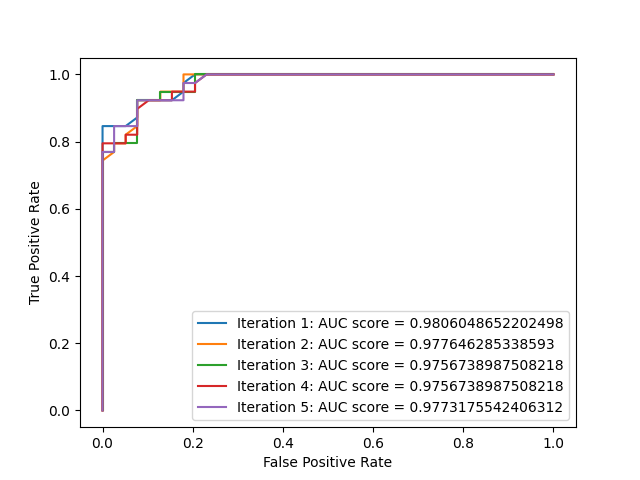 1.0
0.8
0.6
0.4
0.2
0.0
True Positive Rate
Iteration 1: AUC score = 0.9806048652202498
Iteration 2: AUC score = 0.977646285338593
Iteration 3: AUC score = 0.9756738987508218
Iteration 4: AUC score = 0.9756738987508218
Iteration 5: AUC score = 0.9773175542406312
0.0 0.2 0.4 0.6 0.8 1.0
False Positive Rate